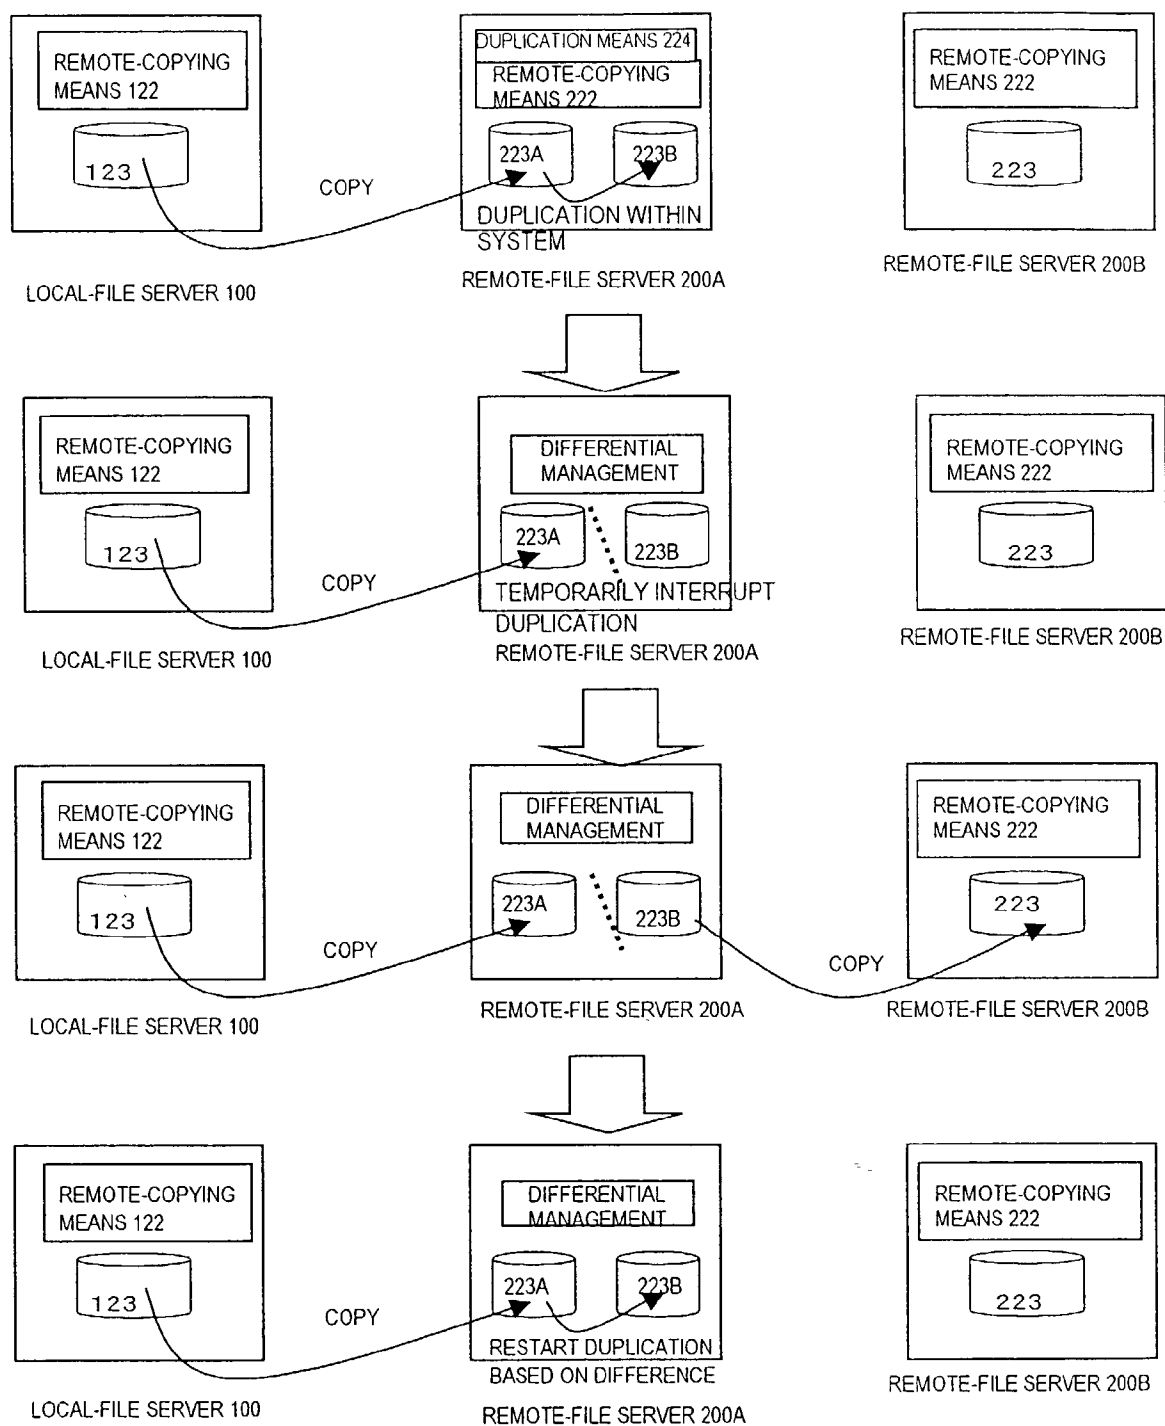 REMOTE-COPYING
MEANS 122
123
LOCAL-FILE SERVER 100
COPY
DUPLICATION MEANS 224
REMOTE-COPYING
MEANS 222
223A
223B
DUPLICATION WITHIN
SYSTEM
REMOTE-FILE SERVER 200A
REMOTE-COPYING
MEANS 222
223
REMOTE-FILE SERVER 200B
REMOTE-COPYING
MEANS 122
123
LOCAL-FILE SERVER 100
COPY
DIFFERENTIAL
MANAGEMENT
223A
223B
TEMPORARILY INTERRUPT
DUPLICATION
REMOTE-FILE SERVER 200A
REMOTE-COPYING
MEANS 222
223
REMOTE-FILE SERVER 200B
REMOTE-COPYING
MEANS 122
123
LOCAL-FILE SERVER 100
COPY
DIFFERENTIAL
MANAGEMENT
223A
223B
REMOTE-FILE SERVER 200A
COPY
REMOTE-COPYING
MEANS 222
223
REMOTE-FILE SERVER 200B
REMOTE-COPYING
MEANS 122
123
LOCAL-FILE SERVER 100
COPY
DIFFERENTIAL
MANAGEMENT
223A
223B
RESTART DUPLICATION
BASED ON DIFFERENCE
REMOTE-FILE SERVER 200A
REMOTE-COPYING
MEANS 222
223
REMOTE-FILE SERVER 200B